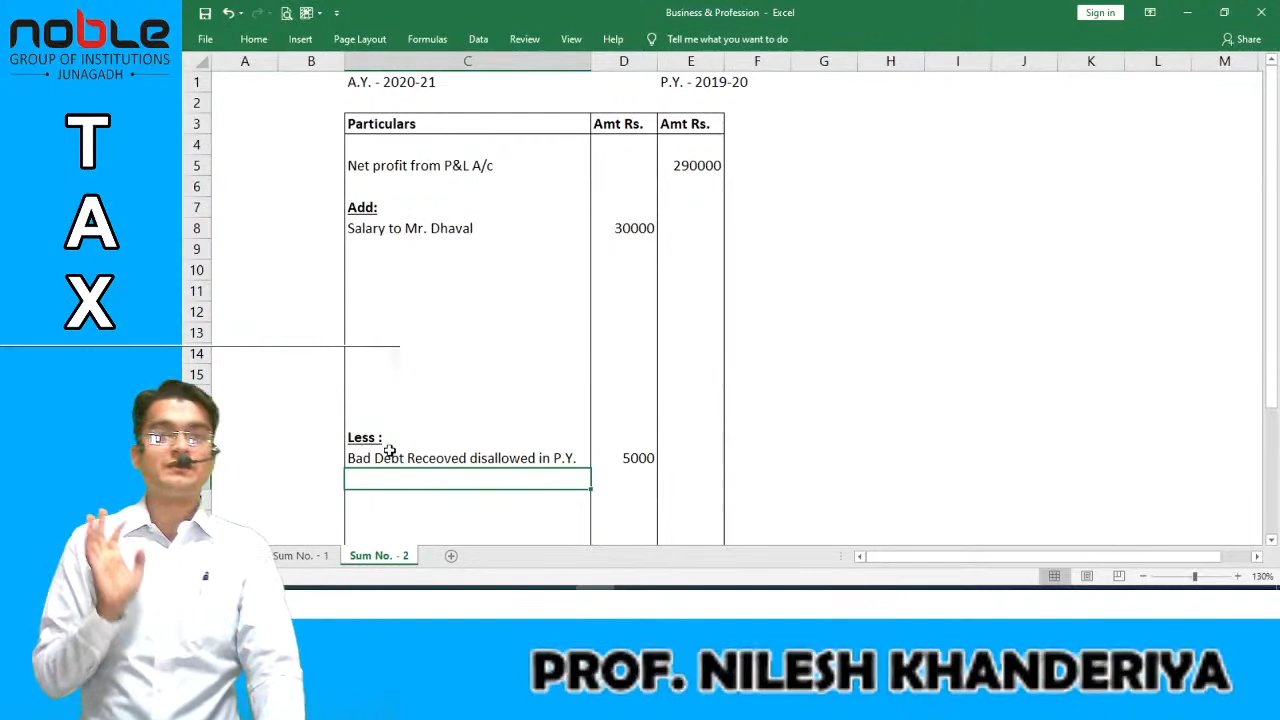 noble
GROUP OF INSTITUTIONS
JUNAGADH
T
A
X
Business & Profession - Excel
Sign in
File Home Insert Page Layout Formulas Data Review View Help Tell me what you want to do Share
A B C D E F G H I J K L M
1 A.Y. - 2020-21 P.Y. - 2019-20
2
3 Particulars Amt Rs. Amt Rs.
4
5 Net profit from P&L A/c 290000
6
7 Add:
8 Salary to Mr. Dhaval 30000
9
10
11
12
13
14
15
Less :
Bad Debt Receoved disallowed in P.Y. 5000
Sum No. - 1 Sum No. - 2
130%
PROF. NILESH KHANDERIYA